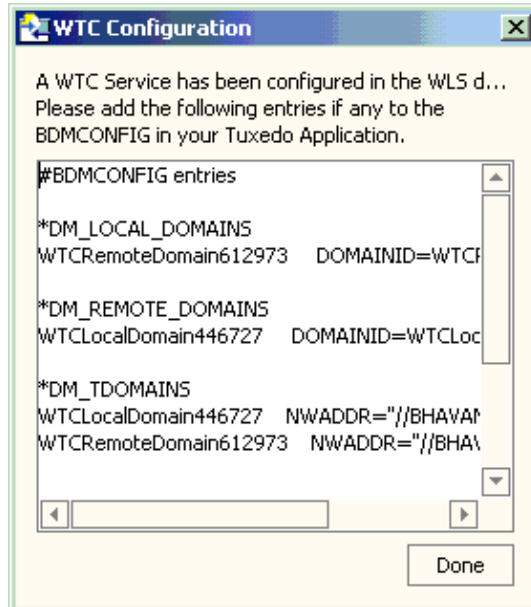 WTC Configuration
A WTC Service has been configured in the WLS d...
Please add the following entries if any to the
BDMCONFIG in your Tuxedo Application.
#BDMCONFIG entries
*DM_LOCAL_DOMAINS
WTCRemoteDomain612973 DOMAINID=WTCF
*DM_REMOTE_DOMAINS
WTCLocalDomain446727 DOMAINID=WTCLoc
*DM_TDOMAINS
WTCLocalDomain446727 NWADDR="//BHAVAN
WTCRemoteDomain612973 NWADDR="//BHAV
Done